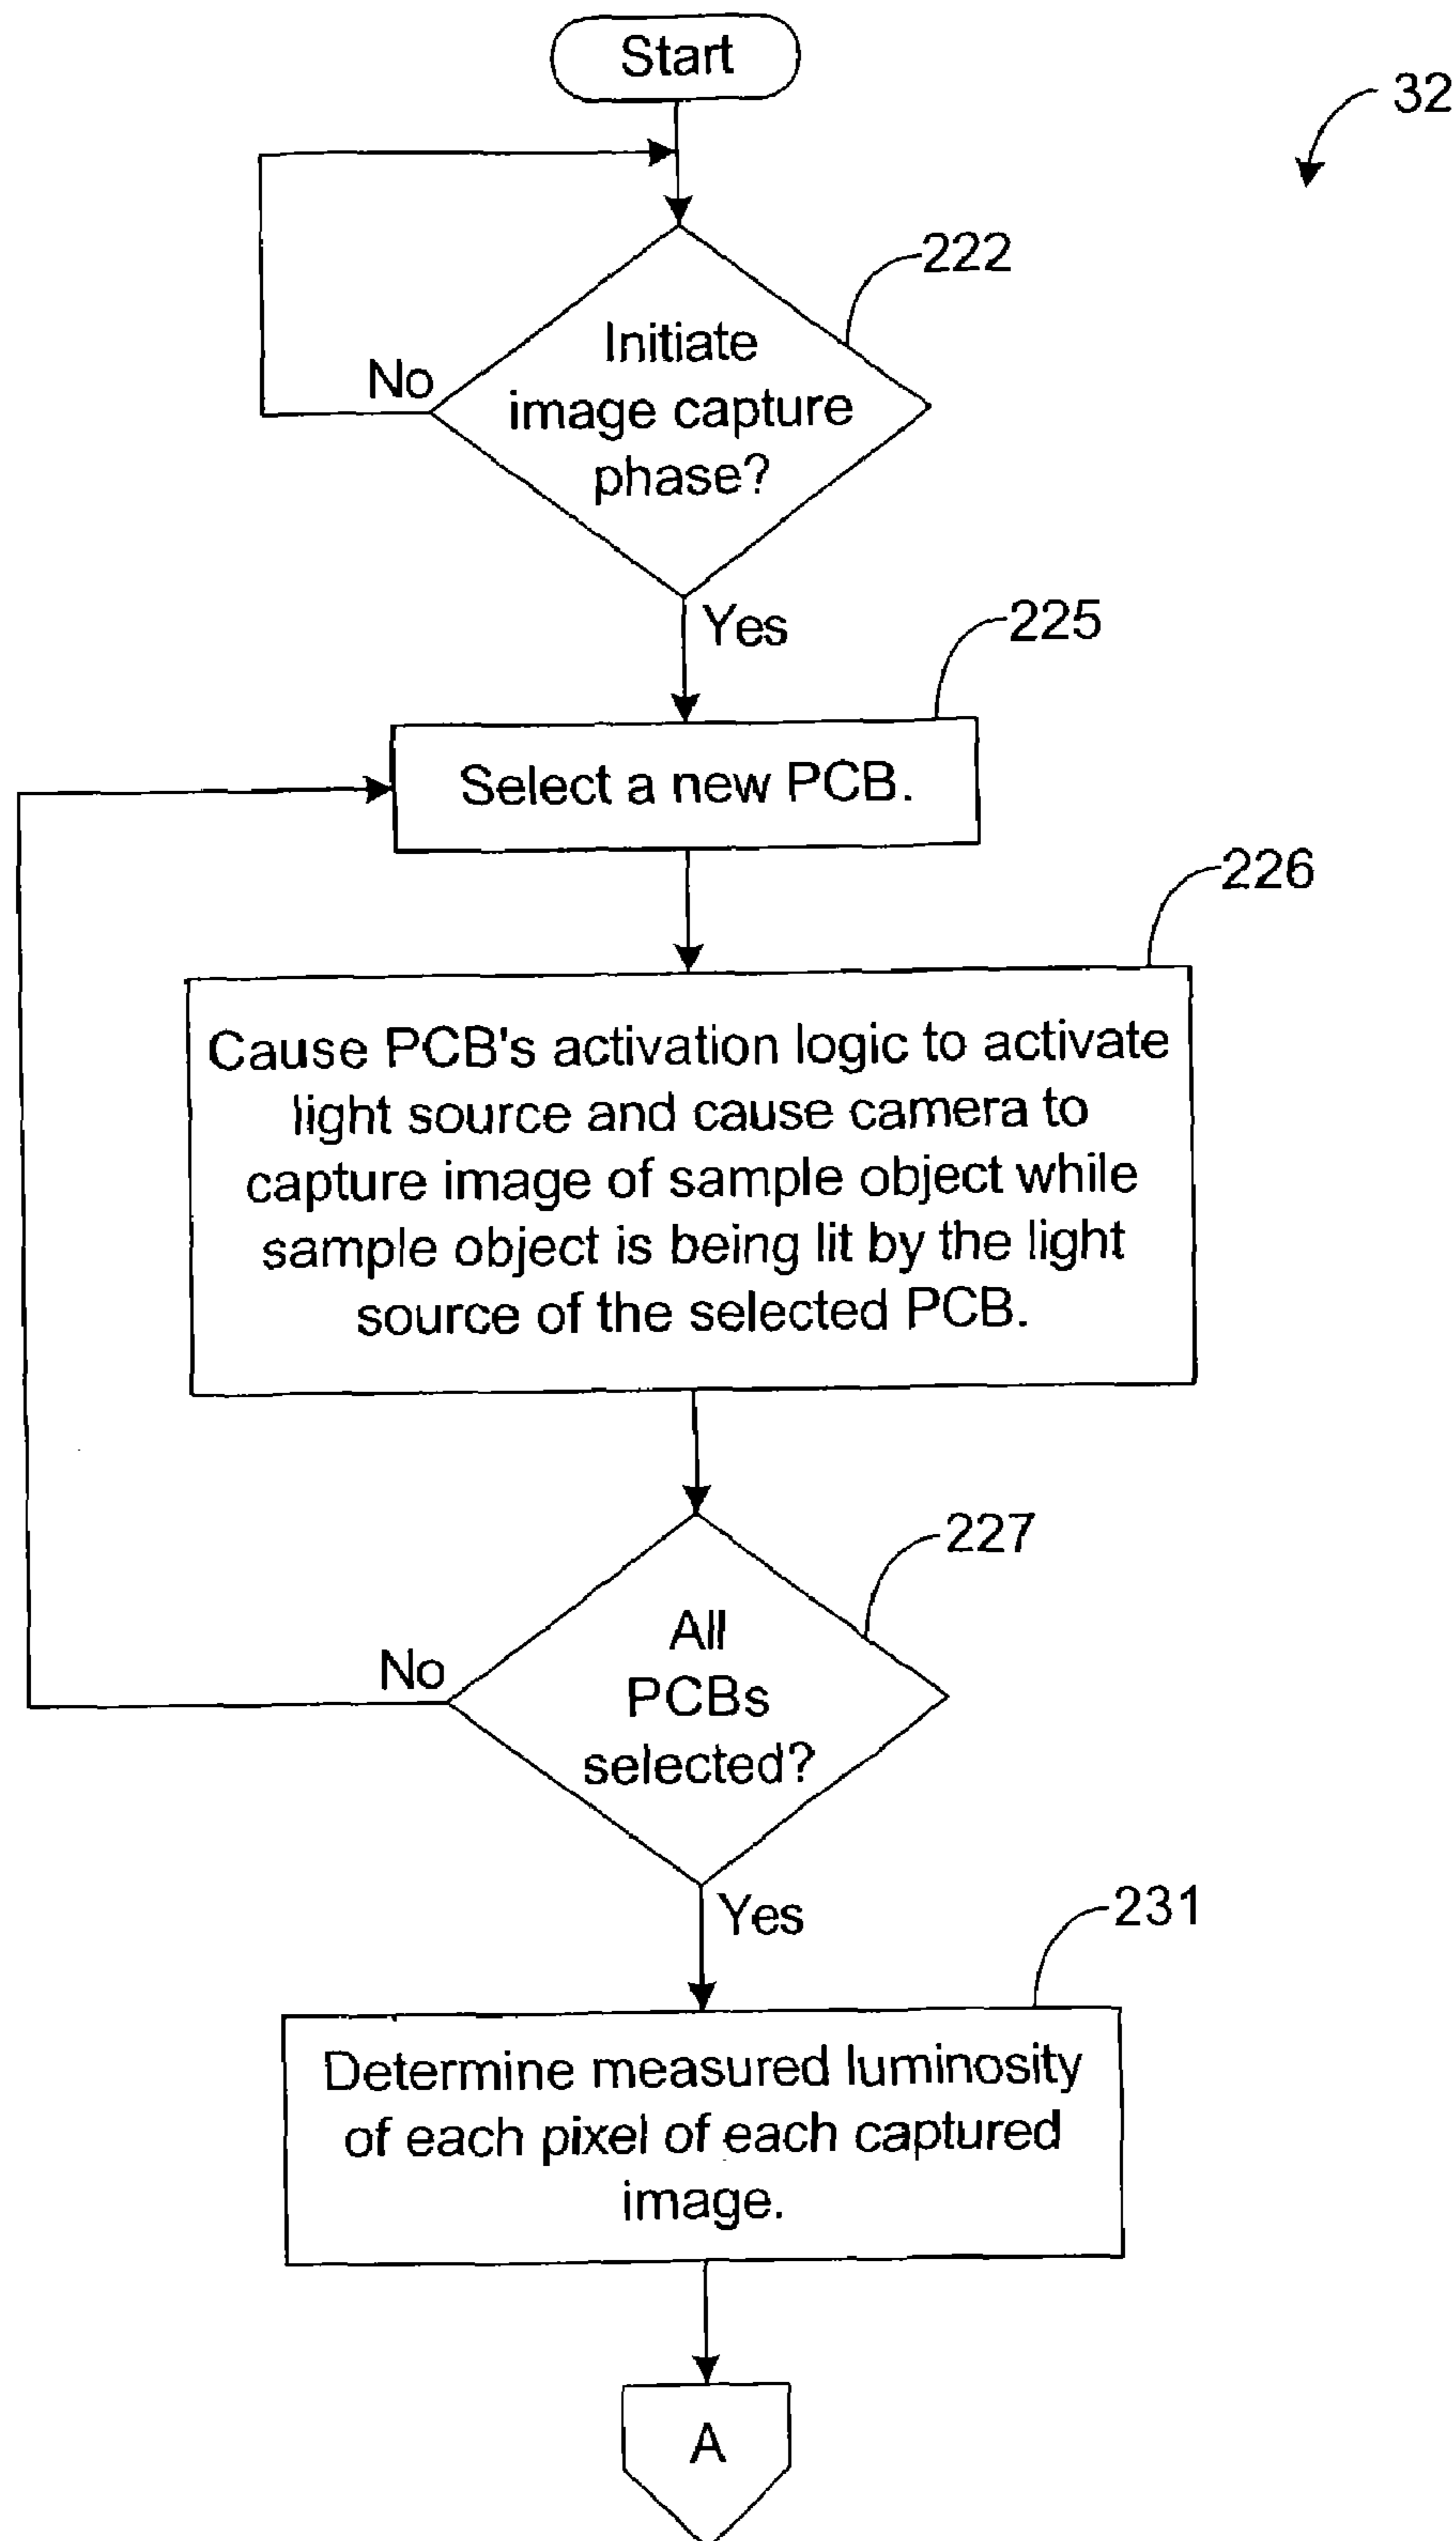 Start
32
222
Initiate
image capture
phase?
No
Yes
225
Select a new PCB.
226
Cause PCB's activation logic to activate
light source and cause camera to
capture image of sample object while
sample object is being lit by the light
source of the selected PCB.
227
All
PCBs
selected?
No
Yes
231
Determine measured luminosity
of each pixel of each captured
image.
A